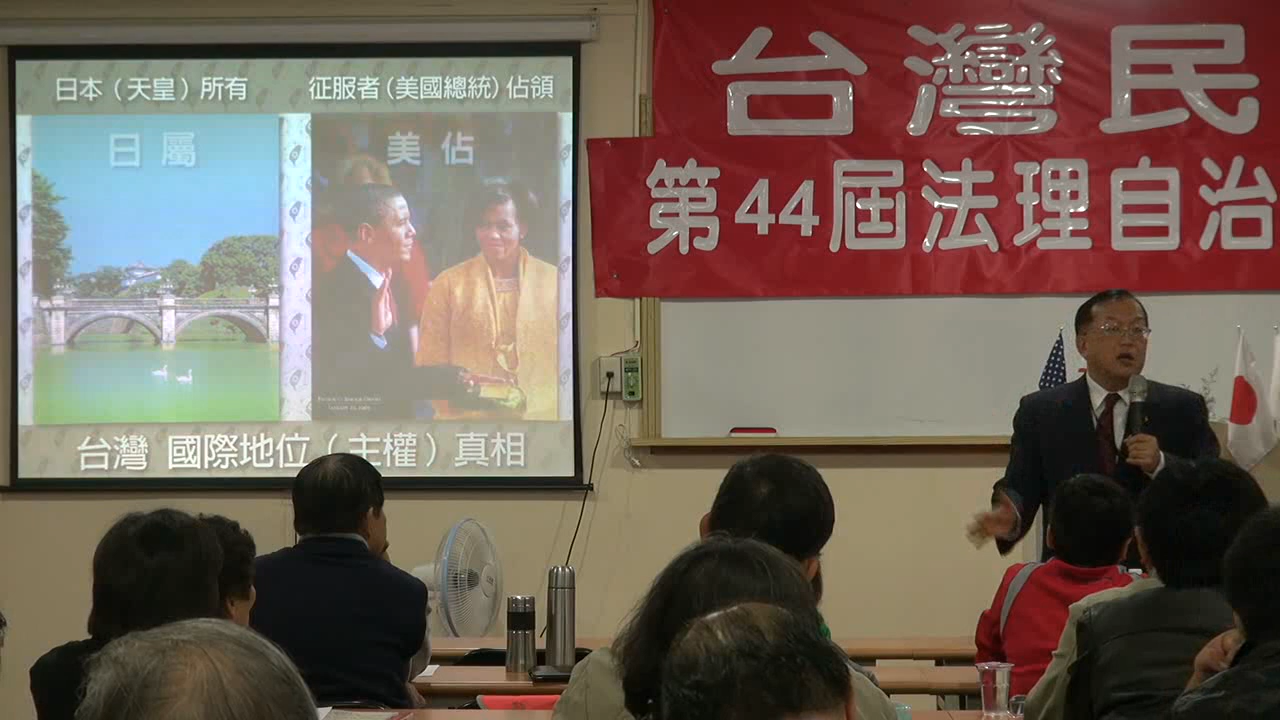 日本（天皇）所有
征服者（美國總統）佔領
日屬
美佔
台灣 國際地位（主權）真相
台灣民
第44屆法理自治